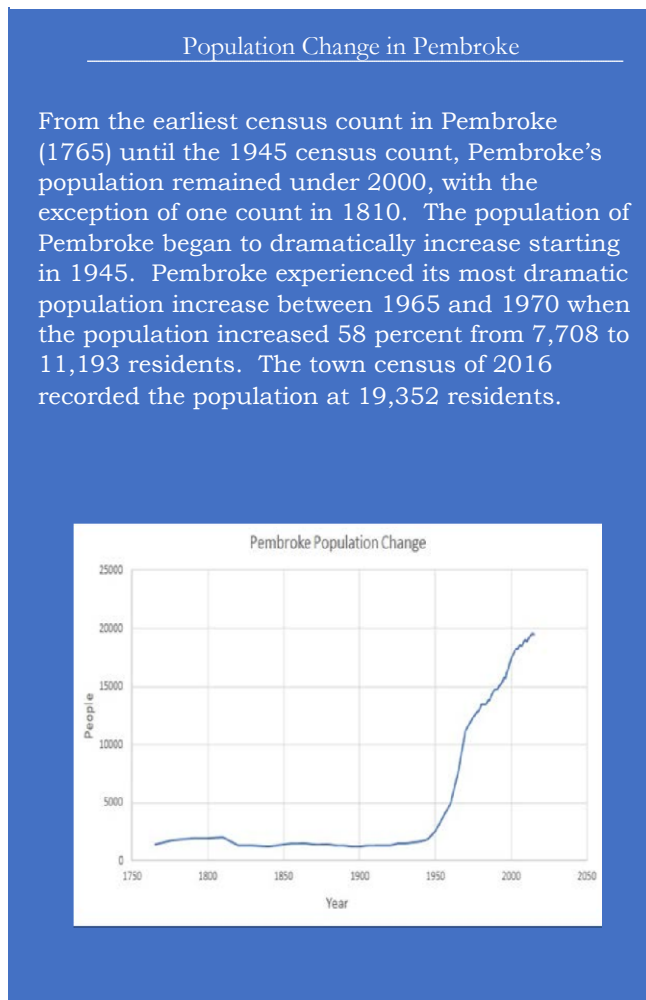 Population Change in Pembroke
From the earliest census count in Pembroke
(1765) until the 1945 census count, Pembroke’s
population remained under 2000, with the
exception of one count in 1810.  The population of
Pembroke began to dramatically increase starting
in 1945.  Pembroke experienced its most dramatic
population increase between 1965 and 1970 when
the population increased 58 percent from 7,708 to
11,193 residents.  The town census of 2016
recorded the population at 19,352 residents.
Pembroke Population Change
25000
20000
15000
10000
5000
0
People
1750 1800 1850 1900 1950 2000 2050
Year